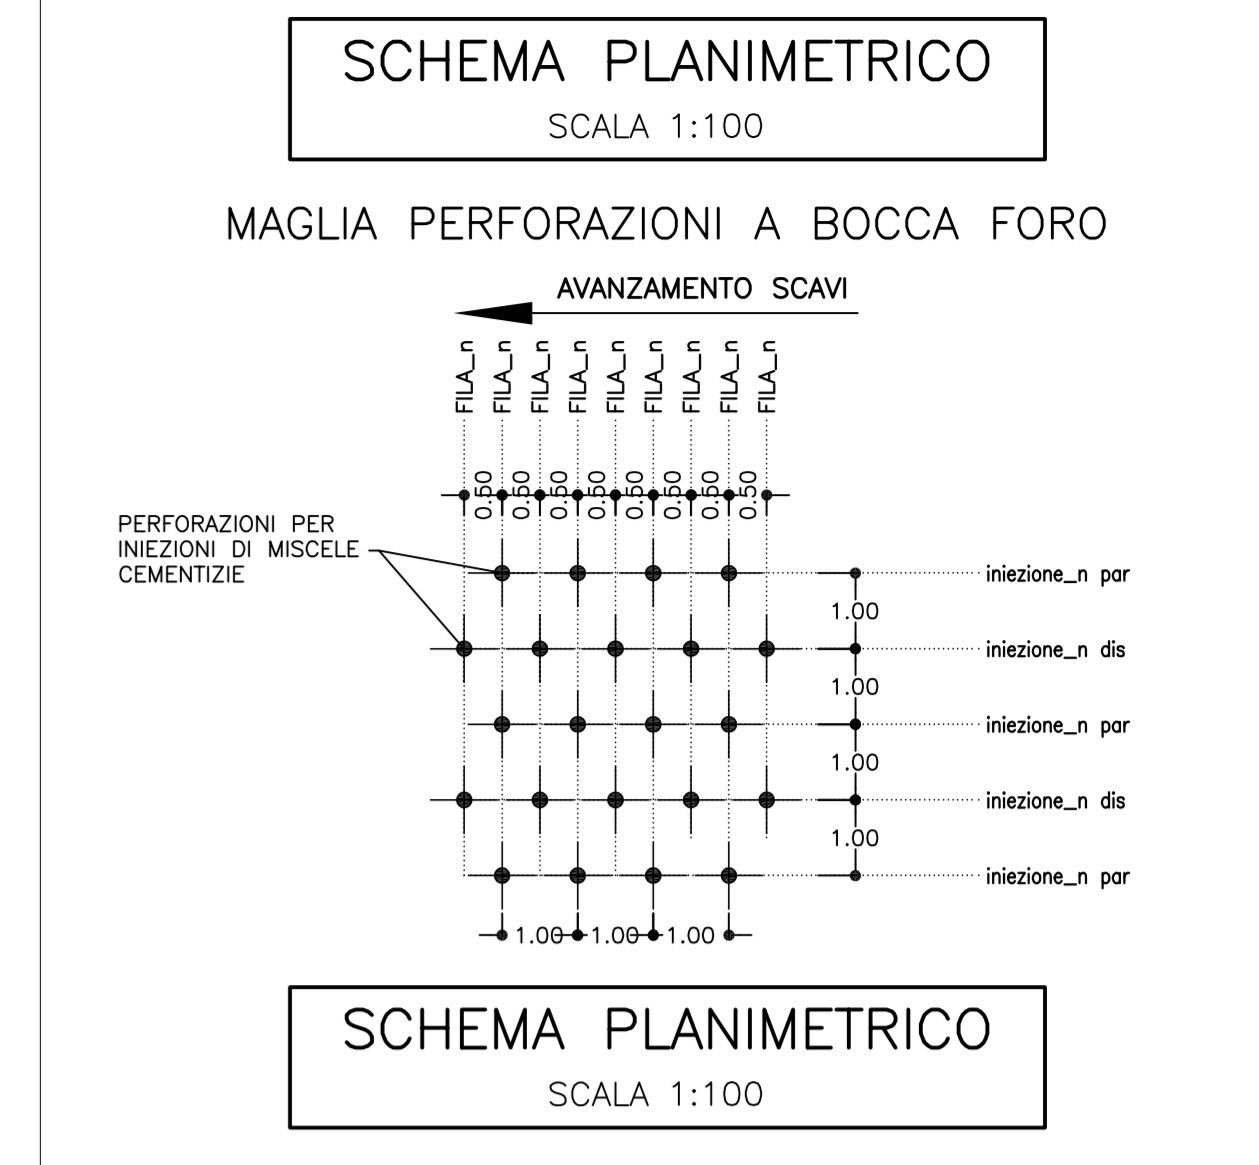 SCHEMA PLANIMETRICO
SCALA 1:100
MAGLIA PERFORAZIONI A BOCCA FORO
AVANZAMENTO SCAVI
FILA_n FILA_n FILA_n FILA_n FILA_n FILA_n FILA_n FILA_n FILA_n
0.50 0.50 0.50 0.50 0.50 0.50 0.50 0.50
PERFORAZIONI PER
INIEZIONI DI MISCELE
CEMENTIZIE
iniezione_n par
1.00
iniezione_n dis
1.00
iniezione_n par
1.00
iniezione_n dis
1.00
iniezione_n par
1.00 1.00 1.00
SCHEMA PLANIMETRICO
SCALA 1:100